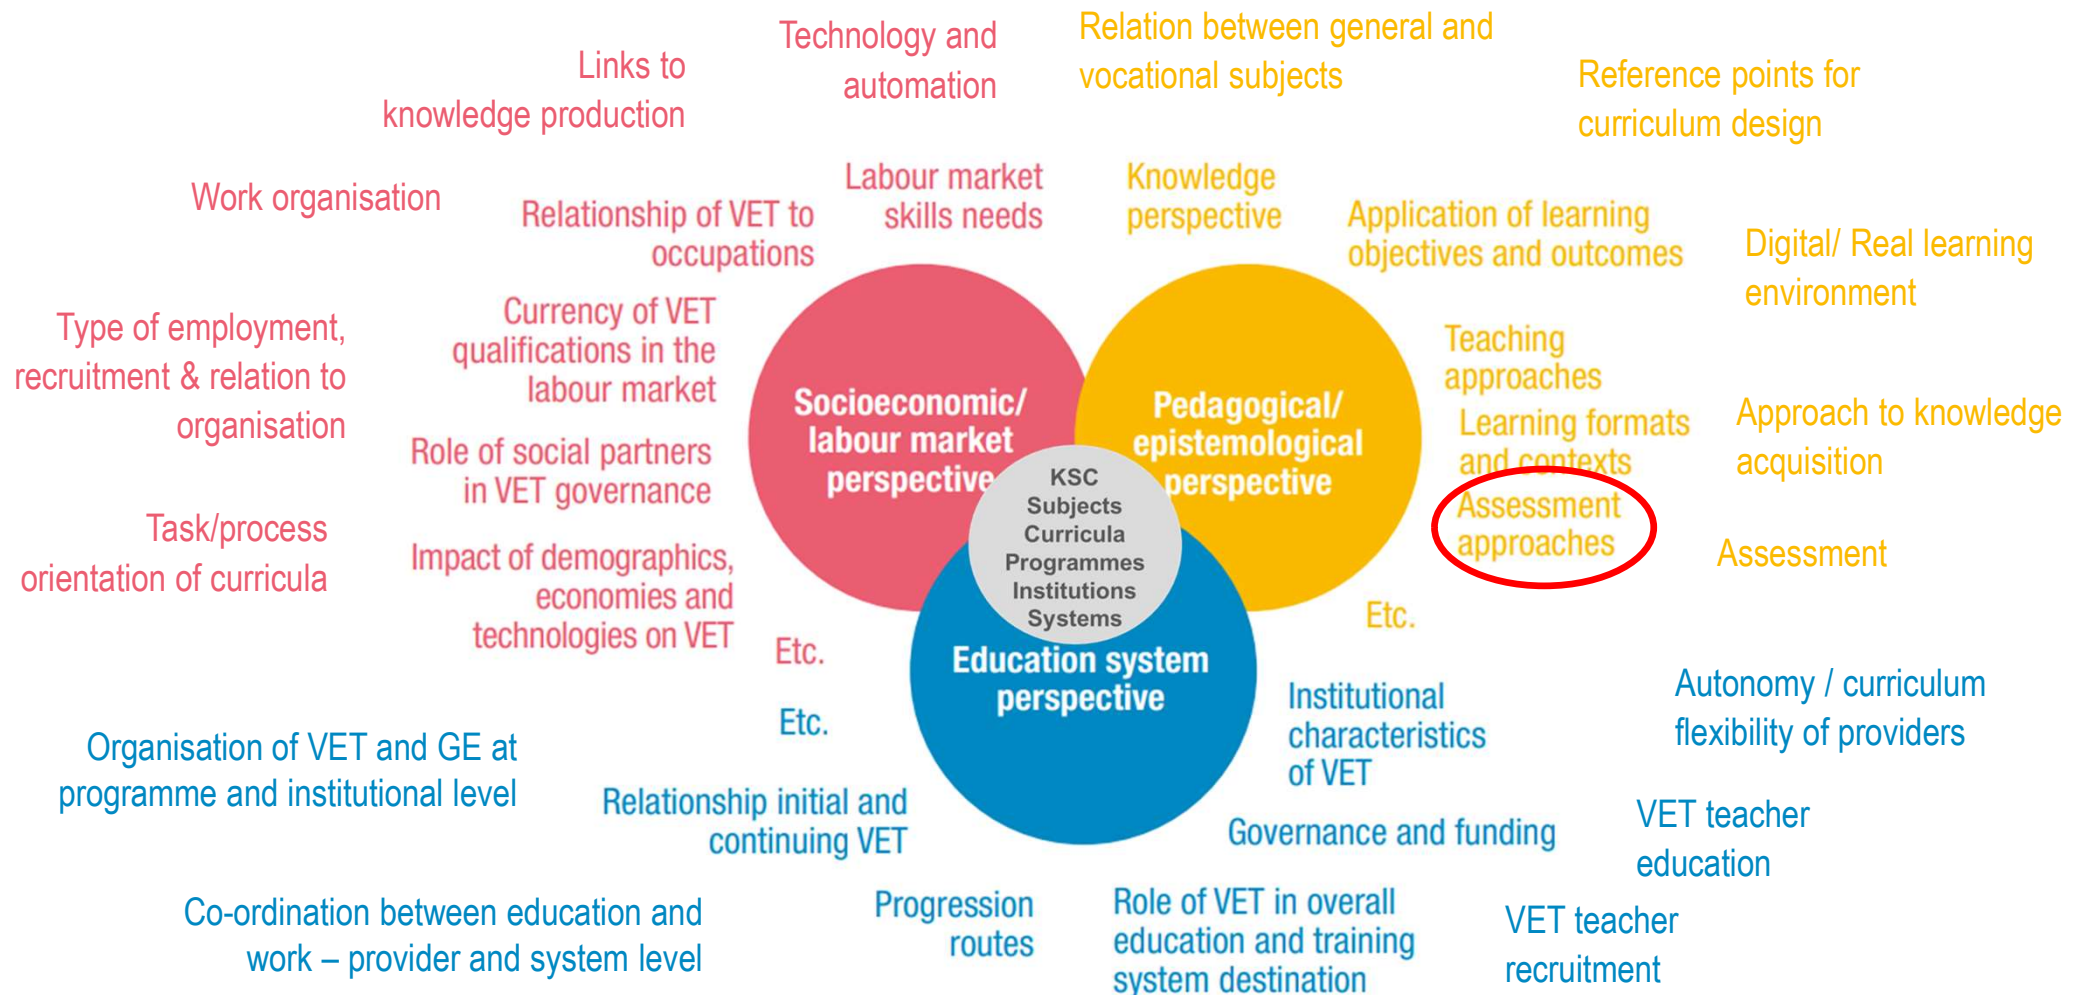 Technology and
automation
Relation between general and
vocational subjects
Links to
knowledge production
Reference points for
curriculum design
Work organisation
Labour market
skills needs
Knowledge
perspective
Relationship of VET to
occupations
Application of learning
objectives and outcomes
Digital/ Real learning
environment
Type of employment,
recruitment & relation to
organisation
Currency of VET
qualifications in the
labour market
Teaching
approaches
Socioeconomic/
labour market
perspective
Pedagogical/
epistemological
perspective
Learning formats
and contexts
Approach to knowledge
acquisition
Role of social partners
in VET governance
KSC
Subjects
Curricula
Programmes
Institutions
Systems
Assessment
approaches
Assessment
Task/process
orientation of curricula
Impact of demographics,
economies and
technologies on VET
Etc.
Etc.
Education system
perspective
Etc.
Institutional
characteristics
of VET
Autonomy / curriculum
flexibility of providers
Organisation of VET and GE at
programme and institutional level
Relationship initial and
continuing VET
Governance and funding
VET teacher
education
Co-ordination between education and
work – provider and system level
Progression
routes
Role of VET in overall
education and training
system destination
VET teacher
recruitment